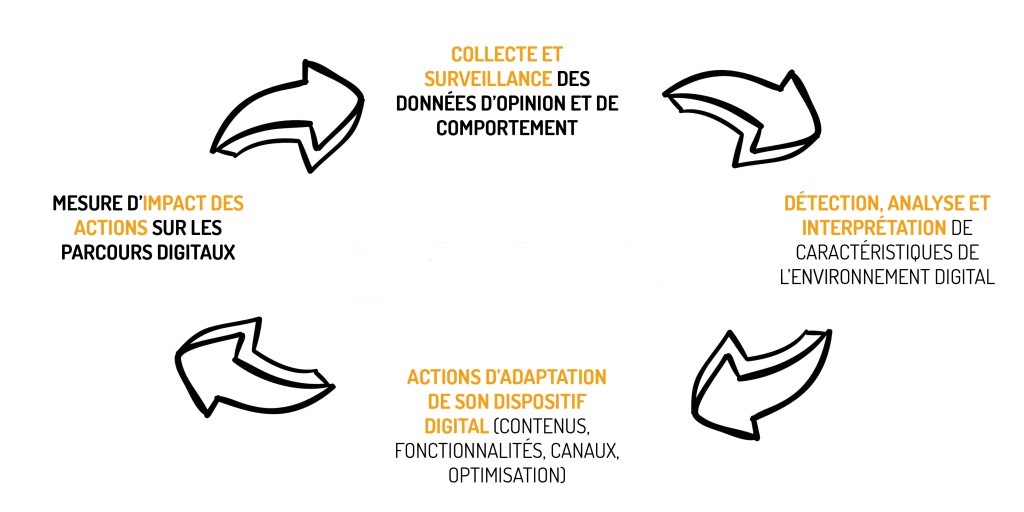 COLLECTE ET
SURVEILLANCE DES
DONNÉES D'OPINION ET DE
COMPORTEMENT
MESURE D'IMPACT DES
ACTIONS SUR LES
PARCOURS DIGITAUX
DÉTECTION, ANALYSE ET
INTERPRÉTATION DE
CARACTÉRISTIQUES DE
L'ENVIRONNEMENT DIGITAL
ACTIONS D'ADAPTATION
DE SON DISPOSITIF
DIGITAL (CONTENUS,
FONCTIONNALITÉS, CANAUX,
OPTIMISATION)